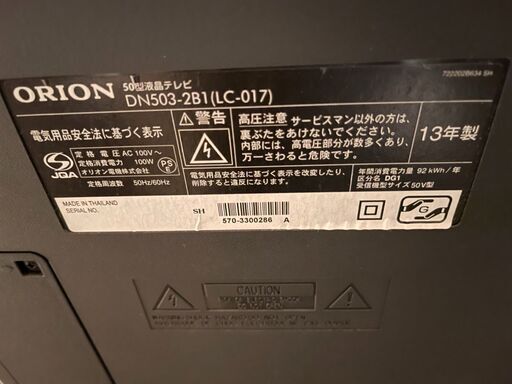 ORION
50型液晶テレビ
DN503-2B1(LC-017)
722202B634 SH
電気用品安全法に基づく表示
JQA
定格電圧 AC100V~
定格消費電力 100W
オリオン電機株式会社
定格周波数 50Hz/60Hz
PS
E
警告
高圧注意 サービスマン以外の方は、
裏ぶたをあけないでください。
内部には、高電圧部分が数多くあり、
万一さわると危険です。
電気用品安全法に基づく表示を改変したり、
削除すると違反になります。
13年製
年間消費電力量 92 kWh/年
区分名 DG1
受信機型サイズ50V型
MADE IN THAILAND
SERIAL NO.
SH
570-3300286 A
G
CAUTION